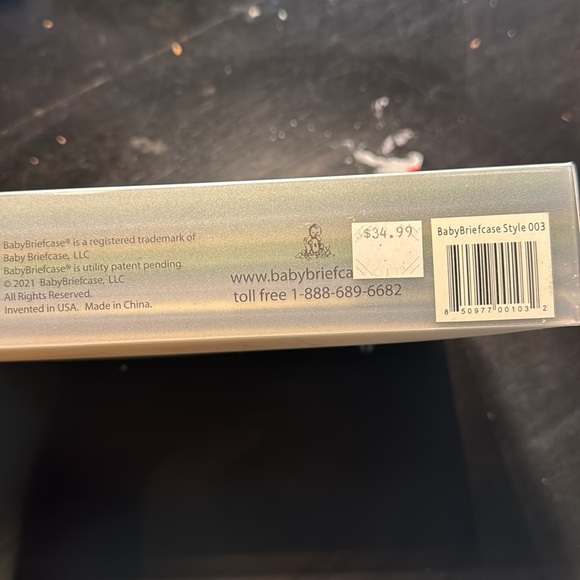 BabyBriefcase® is a registered trademark of
Baby Briefcase, LLC
BabyBriefcase® is utility patent pending.
© 2021 BabyBriefcase, LLC
All Rights Reserved.
Invented in USA. Made in China.
www.babybriefca
toll free 1-888-689-6682
$34.99
BabyBriefcase Style 003
8 50977 00103 2